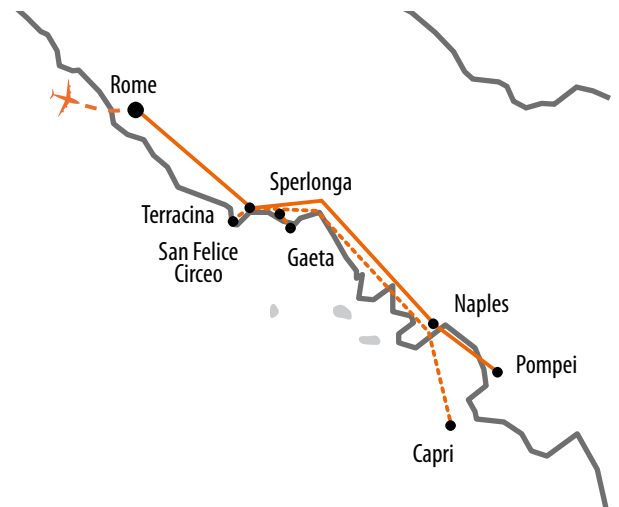 Rome
Sperlonga
Terracina
San Felice
Circeo
Gaeta
Naples
Pompei
Capri